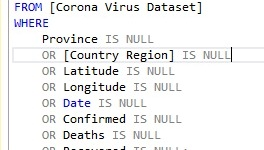 FROM [Corona Virus Dataset]
WHERE
Province IS NULL
OR [Country Region] IS NULL
OR Latitude IS NULL
OR Longitude IS NULL
OR Date IS NULL
OR Confirmed IS NULL
OR Deaths IS NULL
OR Recovered IS NULL;